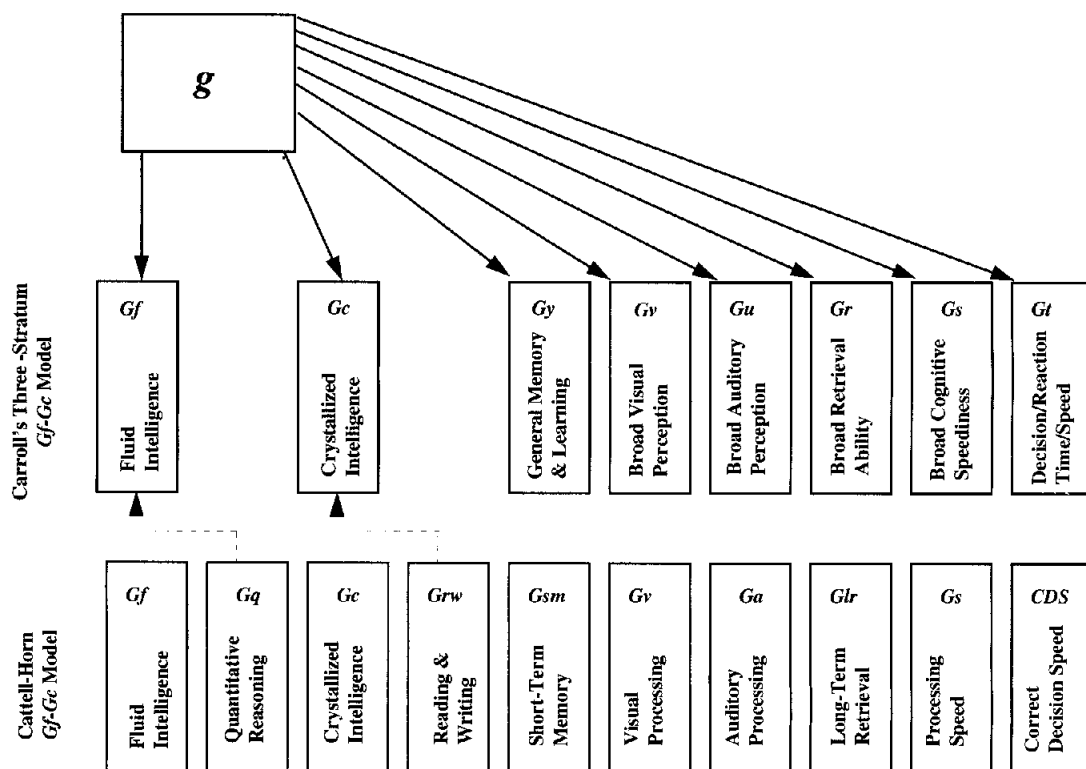 g
Carroll's Three -Stratum
Gf-Gc Model
Gf
Fluid
Intelligence
Gc
Crystallized
Intelligence
Gy
General Memory
& Learning
Gv
Broad Visual
Perception
Gu
Broad Auditory
Perception
Gr
Broad Retrieval
Ability
Gs
Broad Cognitive
Speediness
Gt
Decision/Reaction
Time/Speed
Cattell-Horn
Gf-Gc Model
Gf
Fluid
Intelligence
Gq
Quantitative
Reasoning
Gc
Crystallized
Intelligence
Grw
Reading &
Writing
Gsm
Short-Term
Memory
Gv
Visual
Processing
Ga
Auditory
Processing
Glr
Long-Term
Retrieval
Gs
Processing
Speed
CDS
Correct
Decision Speed